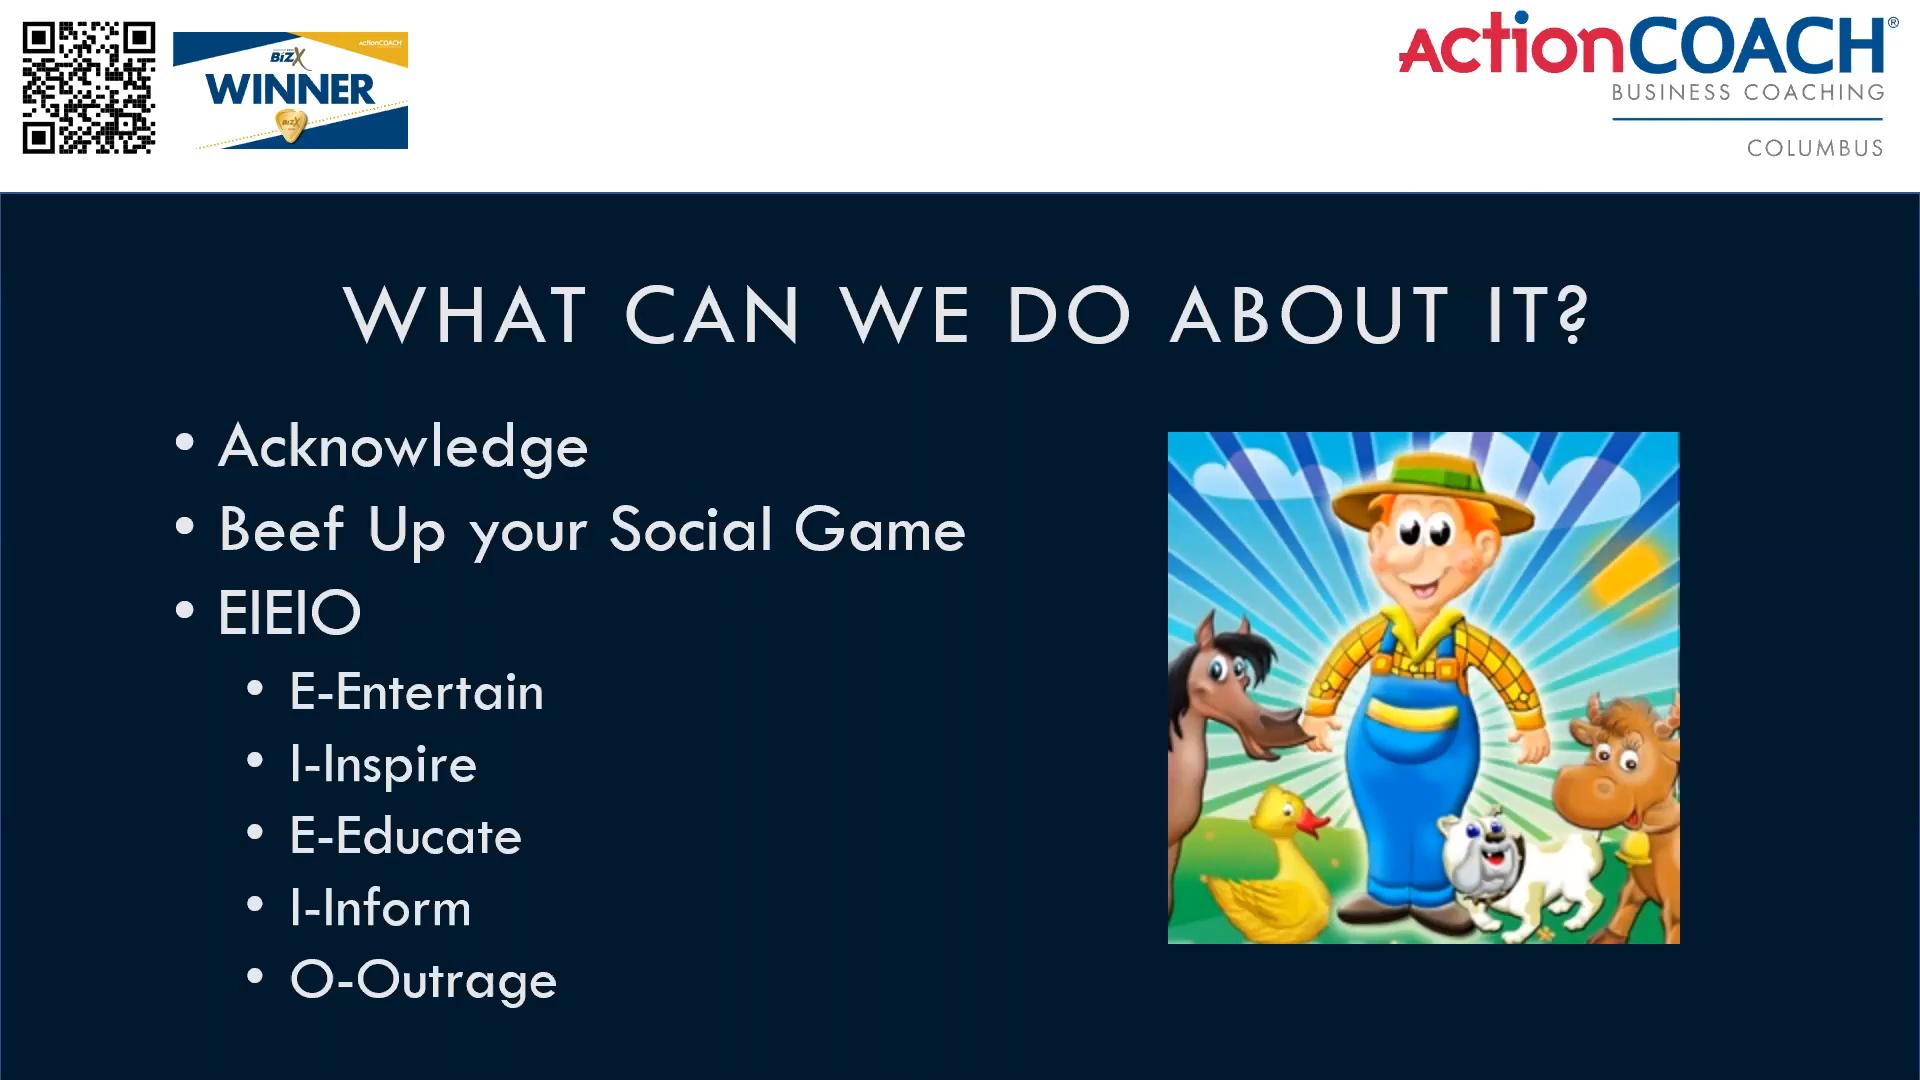 actionCOACH
BizX
WINNER
BizX
actionCOACH®
BUSINESS COACHING
COLUMBUS
WHAT CAN WE DO ABOUT IT?
• Acknowledge
• Beef Up your Social Game
• EIEIO
• E-Entertain
• I-Inspire
• E-Educate
• I-Inform
• O-Outrage